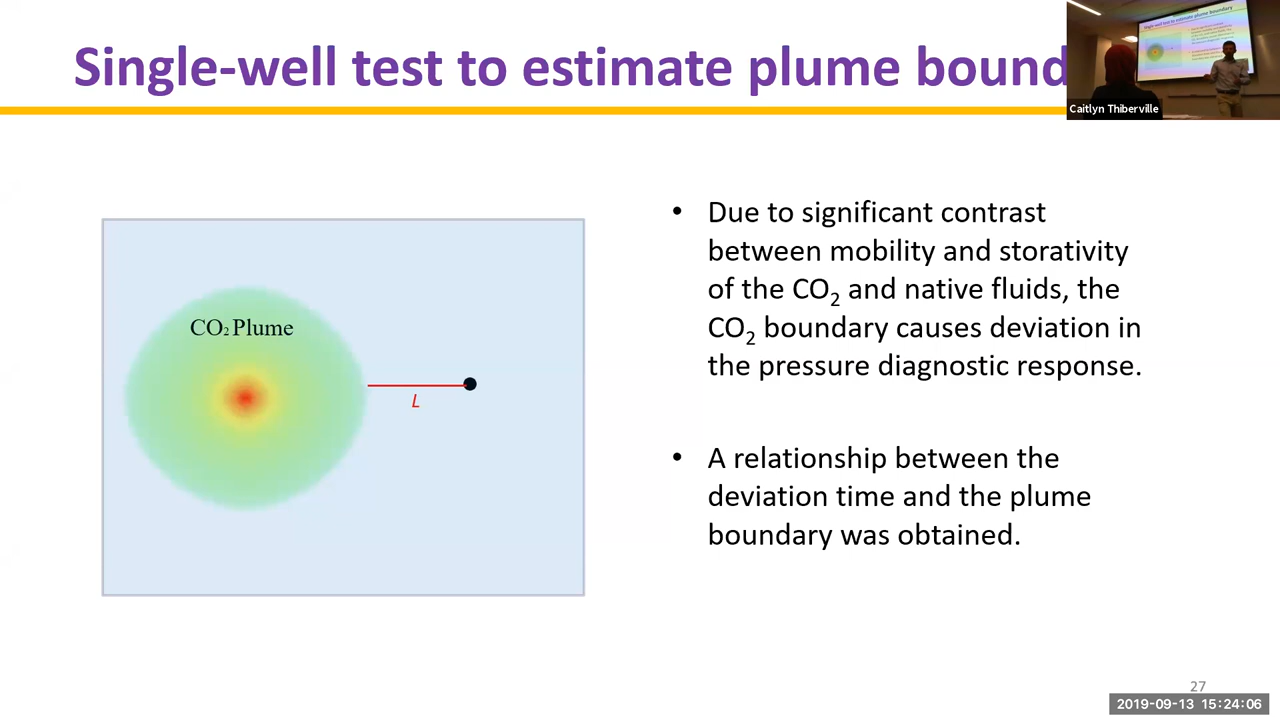 Single-well test to estimate plume bound
Caitlyn Thiberville
CO2 Plume
L
• Due to significant contrast
between mobility and storativity
of the CO2 and native fluids, the
CO2 boundary causes deviation in
the pressure diagnostic response.
• A relationship between the
deviation time and the plume
boundary was obtained.
27
2019-09-13 15:24:06